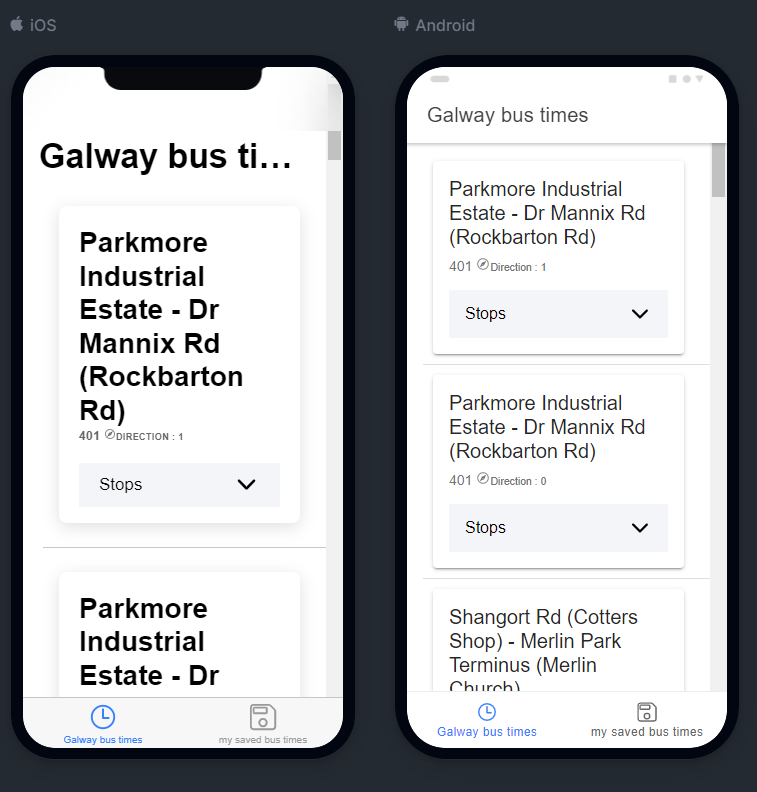 iOS
Galway bus ti...
Parkmore
Industrial
Estate - Dr
Mannix Rd
(Rockbarton
Rd)
401 DIRECTION : 1
Stops
Parkmore
Industrial
Estate - Dr
Galway bus times
my saved bus times
Android
Galway bus times
Parkmore Industrial
Estate - Dr Mannix Rd
(Rockbarton Rd)
401 Direction : 1
Stops
Parkmore Industrial
Estate - Dr Mannix Rd
(Rockbarton Rd)
401 Direction : 0
Stops
Shangort Rd (Cotters
Shop) - Merlin Park
Terminus (Merlin
Church)
Galway bus times
my saved bus times